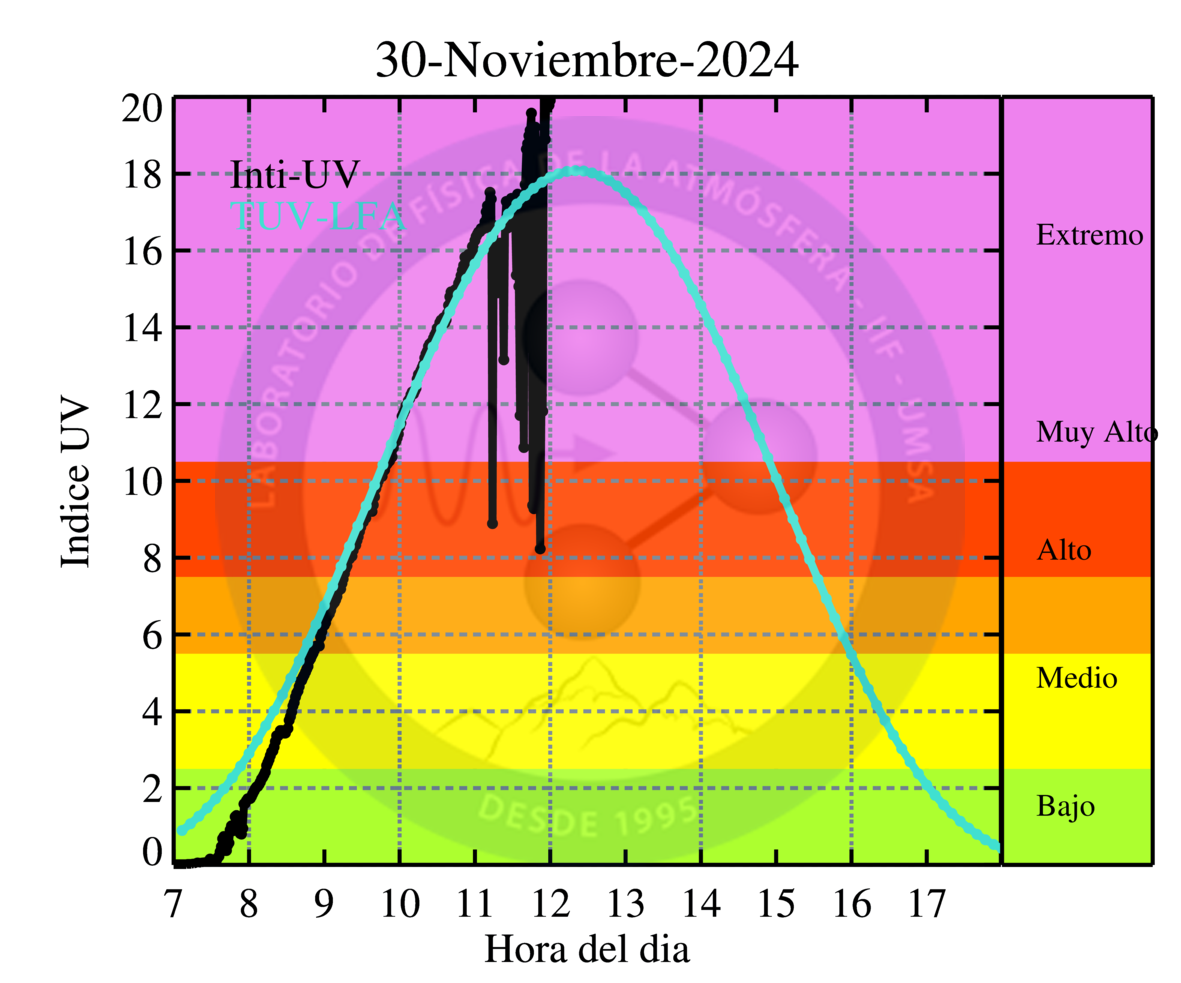 30-Noviembre-2024
Indice UV
20
18
16
14
12
10
8
6
4
2
0
Inti-UV
TUV-LFA
LABORATORIO DE FÍSICA DE LA ATMÓSFERA - IIF - UMSA
DESDE 1995
Extremo
Muy Alto
Alto
Medio
Bajo
7 8 9 10 11 12 13 14 15 16 17
Hora del dia